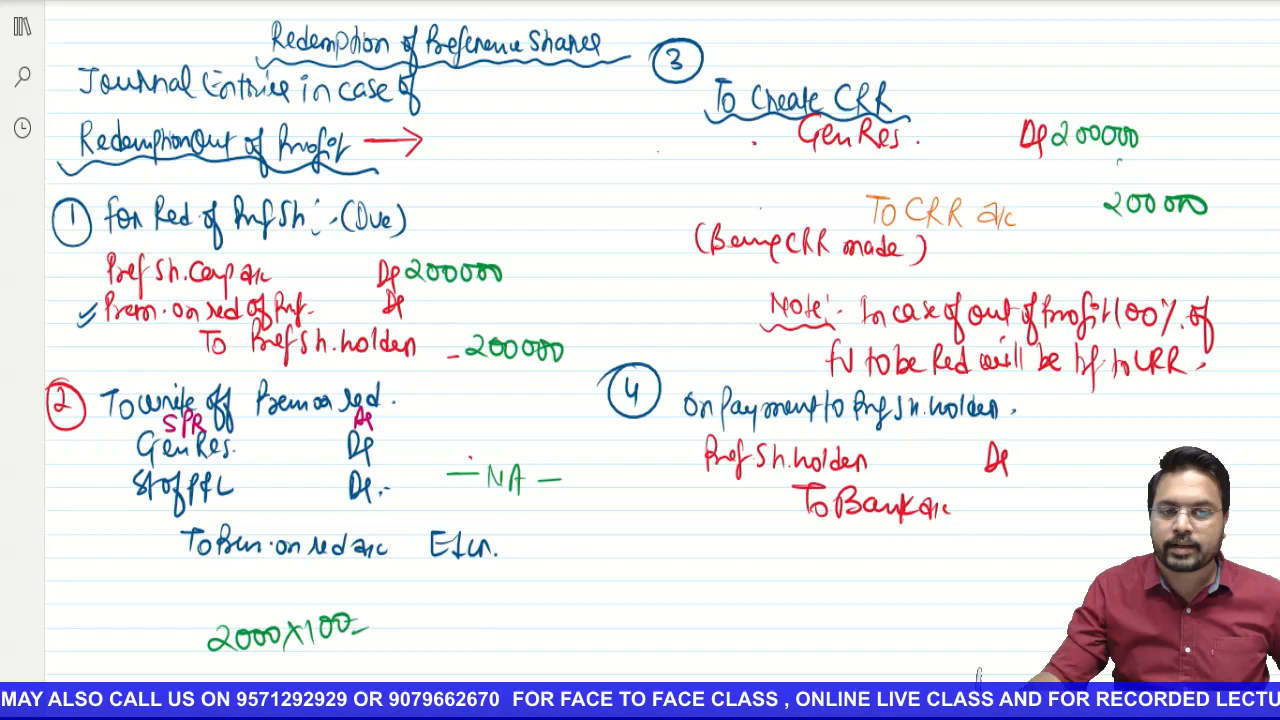 Redemption of Preference Shares
Journal Entries in case of
Redemption Out of Profit →
1 for Red. of Pref Sh :- (Due)
Pref Sh. Cap a/c Dr 200000
Prem. on red of Pref. Dr
To Pref Sh. holden 200000
2 To write off Prem on red.
SPR Dr
Gen Res. Dr
St of P&L Dr.
— NA —
To Prem. on red a/c
2000×100
3
To Create CRR
Gen Res. Dr 200000
To CRR a/c 200000
(Being CRR made)
Note:- In case of out of Profit 100% of
fv to be Red will be tf to CRR.
4 On Payment to Pref Sh. holden.
Pref Sh. holden Dr
To Bank a/c
MAY ALSO CALL US ON 9571292929 OR 9079662670 FOR FACE TO FACE CLASS , ONLINE LIVE CLASS AND FOR RECORDED LECTU